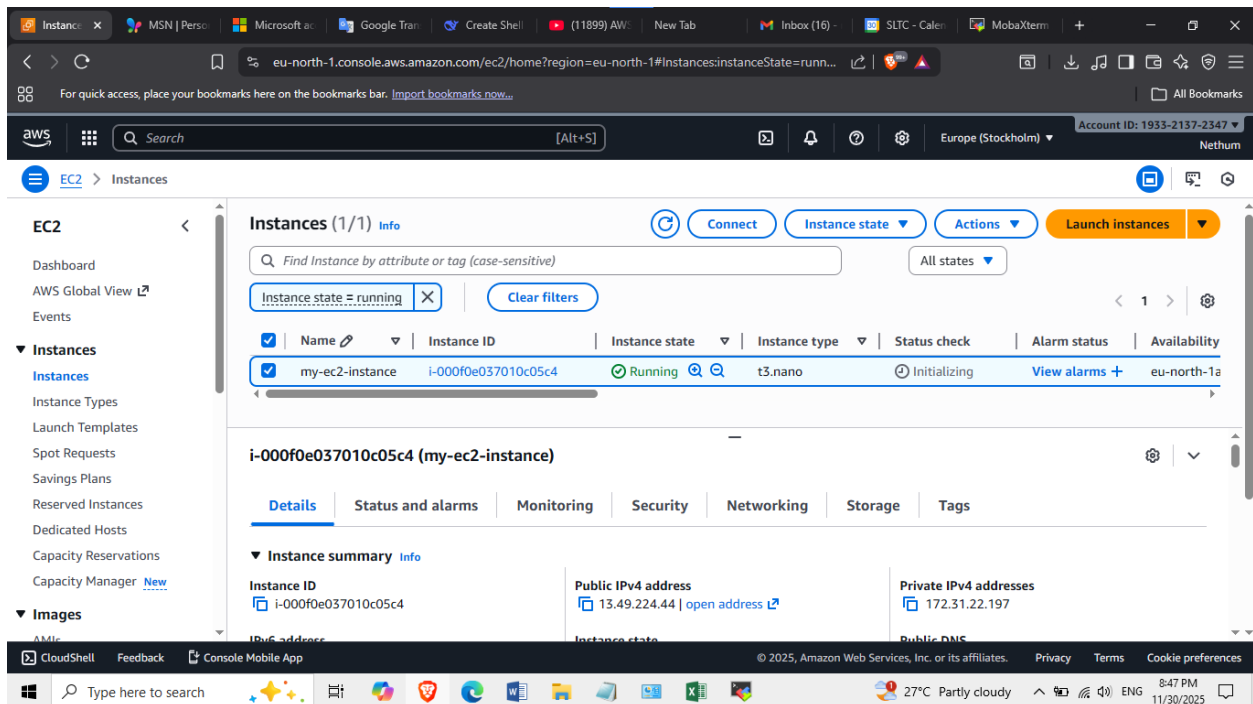 Instance
MSN | Perso
Microsoft ac
Google Tran
Create Shell
(11899) AWS
New Tab
Inbox (16) -
SLTC - Calen
MobaXterm
eu-north-1.console.aws.amazon.com/ec2/home?region=eu-north-1#Instances:instanceState=runn...
For quick access, place your bookmarks here on the bookmarks bar. Import bookmarks now...
All Bookmarks
aws
Search
[Alt+S]
Europe (Stockholm)
Account ID: 1933-2137-2347
Nethum
EC2 > Instances
EC2
Dashboard
AWS Global View
Events
Instances
Instances
Instance Types
Launch Templates
Spot Requests
Savings Plans
Reserved Instances
Dedicated Hosts
Capacity Reservations
Capacity Manager New
Images
AMIs
Instances (1/1) Info
Connect
Instance state
Actions
Launch instances
Find Instance by attribute or tag (case-sensitive)
All states
Instance state = running
Clear filters
1
Name Instance ID Instance state Instance type Status check Alarm status Availability
my-ec2-instance i-000f0e037010c05c4 Running t3.nano Initializing View alarms + eu-north-1a
i-000f0e037010c05c4 (my-ec2-instance)
Details Status and alarms Monitoring Security Networking Storage Tags
Instance summary Info
Instance ID
i-000f0e037010c05c4
Public IPv4 address
13.49.224.44 | open address
Private IPv4 addresses
172.31.22.197
IPv6 address
Instance state
Public DNS
CloudShell Feedback Console Mobile App
© 2025, Amazon Web Services, Inc. or its affiliates. Privacy Terms Cookie preferences
Type here to search
27°C Partly cloudy
ENG
8:47 PM
11/30/2025